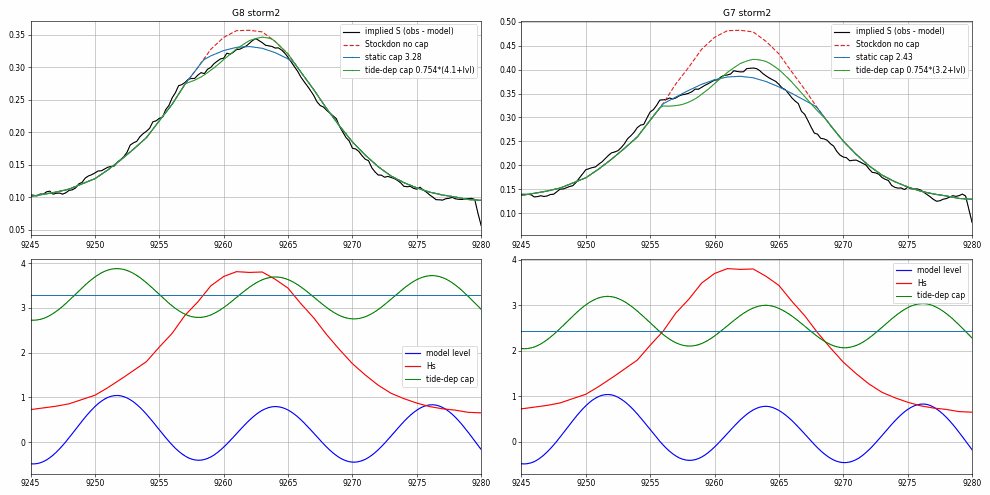 G8 storm2
0.35
0.30
0.25
0.20
0.15
0.10
0.05
9245 9250 9255 9260 9265 9270 9275 9280
implied S (obs - model)
Stockdon no cap
static cap 3.28
tide-dep cap 0.754*(4.1+lvl)
G7 storm2
0.50
0.45
0.40
0.35
0.30
0.25
0.20
0.15
0.10
9245 9250 9255 9260 9265 9270 9275 9280
implied S (obs - model)
Stockdon no cap
static cap 2.43
tide-dep cap 0.754*(3.2+lvl)
4
3
2
1
0
9245 9250 9255 9260 9265 9270 9275 9280
model level
Hs
tide-dep cap
4
3
2
1
0
9245 9250 9255 9260 9265 9270 9275 9280
model level
Hs
tide-dep cap